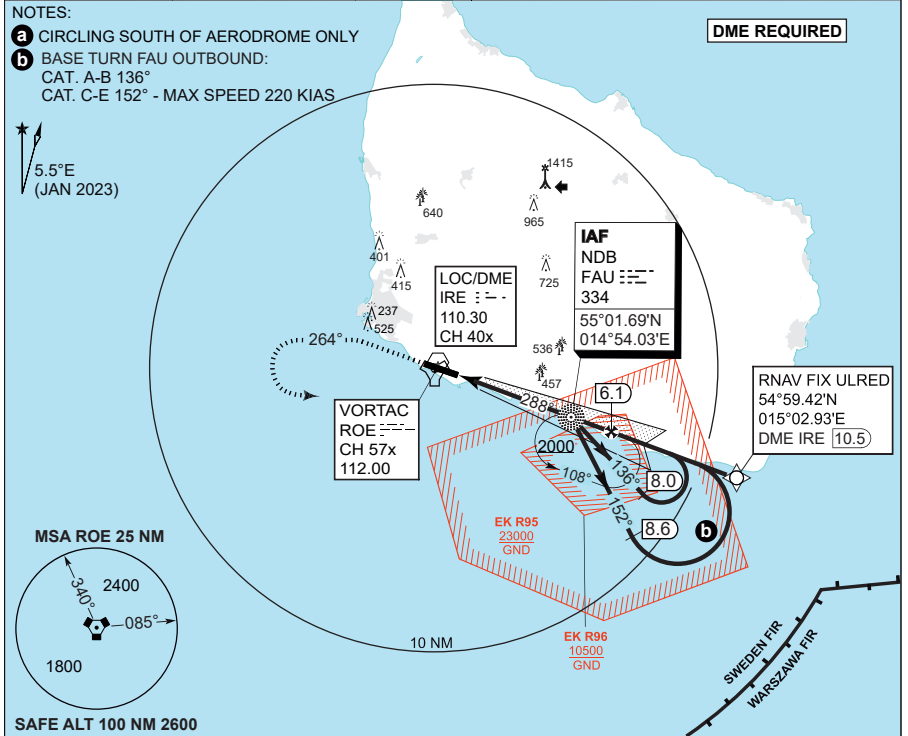 NOTES:
a CIRCLING SOUTH OF AERODROME ONLY
b BASE TURN FAU OUTBOUND:
CAT. A-B 136°
CAT. C-E 152° - MAX SPEED 220 KIAS
DME REQUIRED
5.5°E
(JAN 2023)
1415
640
965
401
415
725
237
525
536
457
IAF
NDB
FAU
334
55°01.69'N
014°54.03'E
LOC/DME
IRE
110.30
CH 40x
264°
288°
6.1
VORTAC
ROE
CH 57x
112.00
RNAV FIX ULRED
54°59.42'N
015°02.93'E
DME IRE 10.5
2000
108°
136°
152°
8.0
8.6
b
EK R95
23000
GND
EK R96
10500
GND
10 NM
MSA ROE 25 NM
2400
340°
085°
1800
SAFE ALT 100 NM 2600
SWEDEN FIR
WARSZAWA FIR